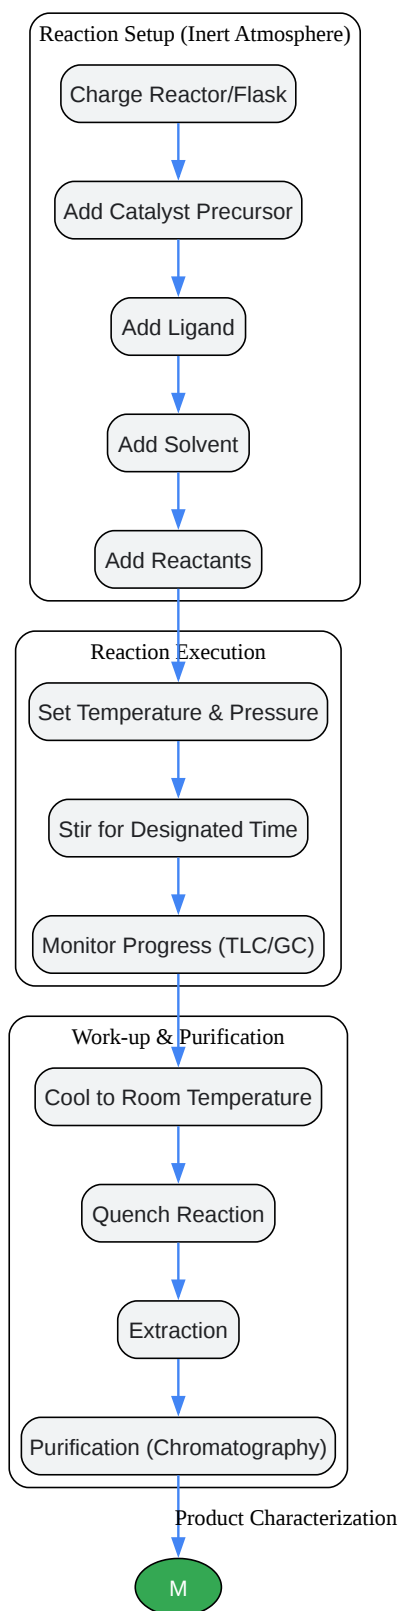 Reaction Setup (Inert Atmosphere)
Charge Reactor/Flask
Add Catalyst Precursor
Add Ligand
Add Solvent
Add Reactants
Reaction Execution
Set Temperature & Pressure
Stir for Designated Time
Monitor Progress (TLC/GC)
Work-up & Purification
Cool to Room Temperature
Quench Reaction
Extraction
Purification (Chromatography)
Product Characterization
M